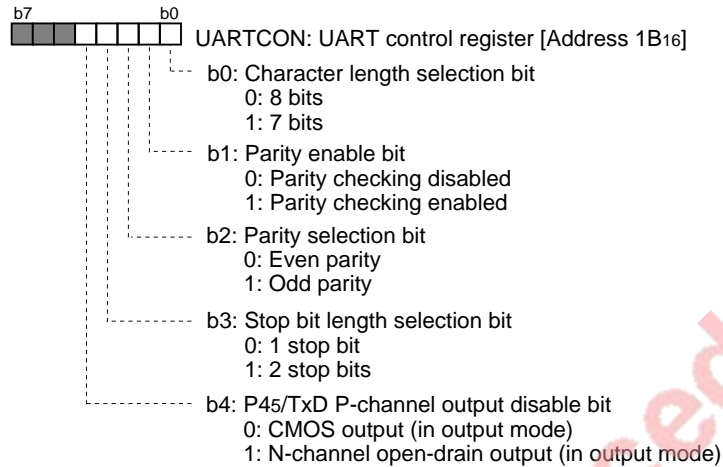 b7 b0
UARTCON: UART control register [Address 1B16]
b0: Character length selection bit
0: 8 bits
1: 7 bits
b1: Parity enable bit
0: Parity checking disabled
1: Parity checking enabled
b2: Parity selection bit
0: Even parity
1: Odd parity
b3: Stop bit length selection bit
0: 1 stop bit
1: 2 stop bits
b4: P45/TxD P-channel output disable bit
0: CMOS output (in output mode)
1: N-channel open-drain output (in output mode)